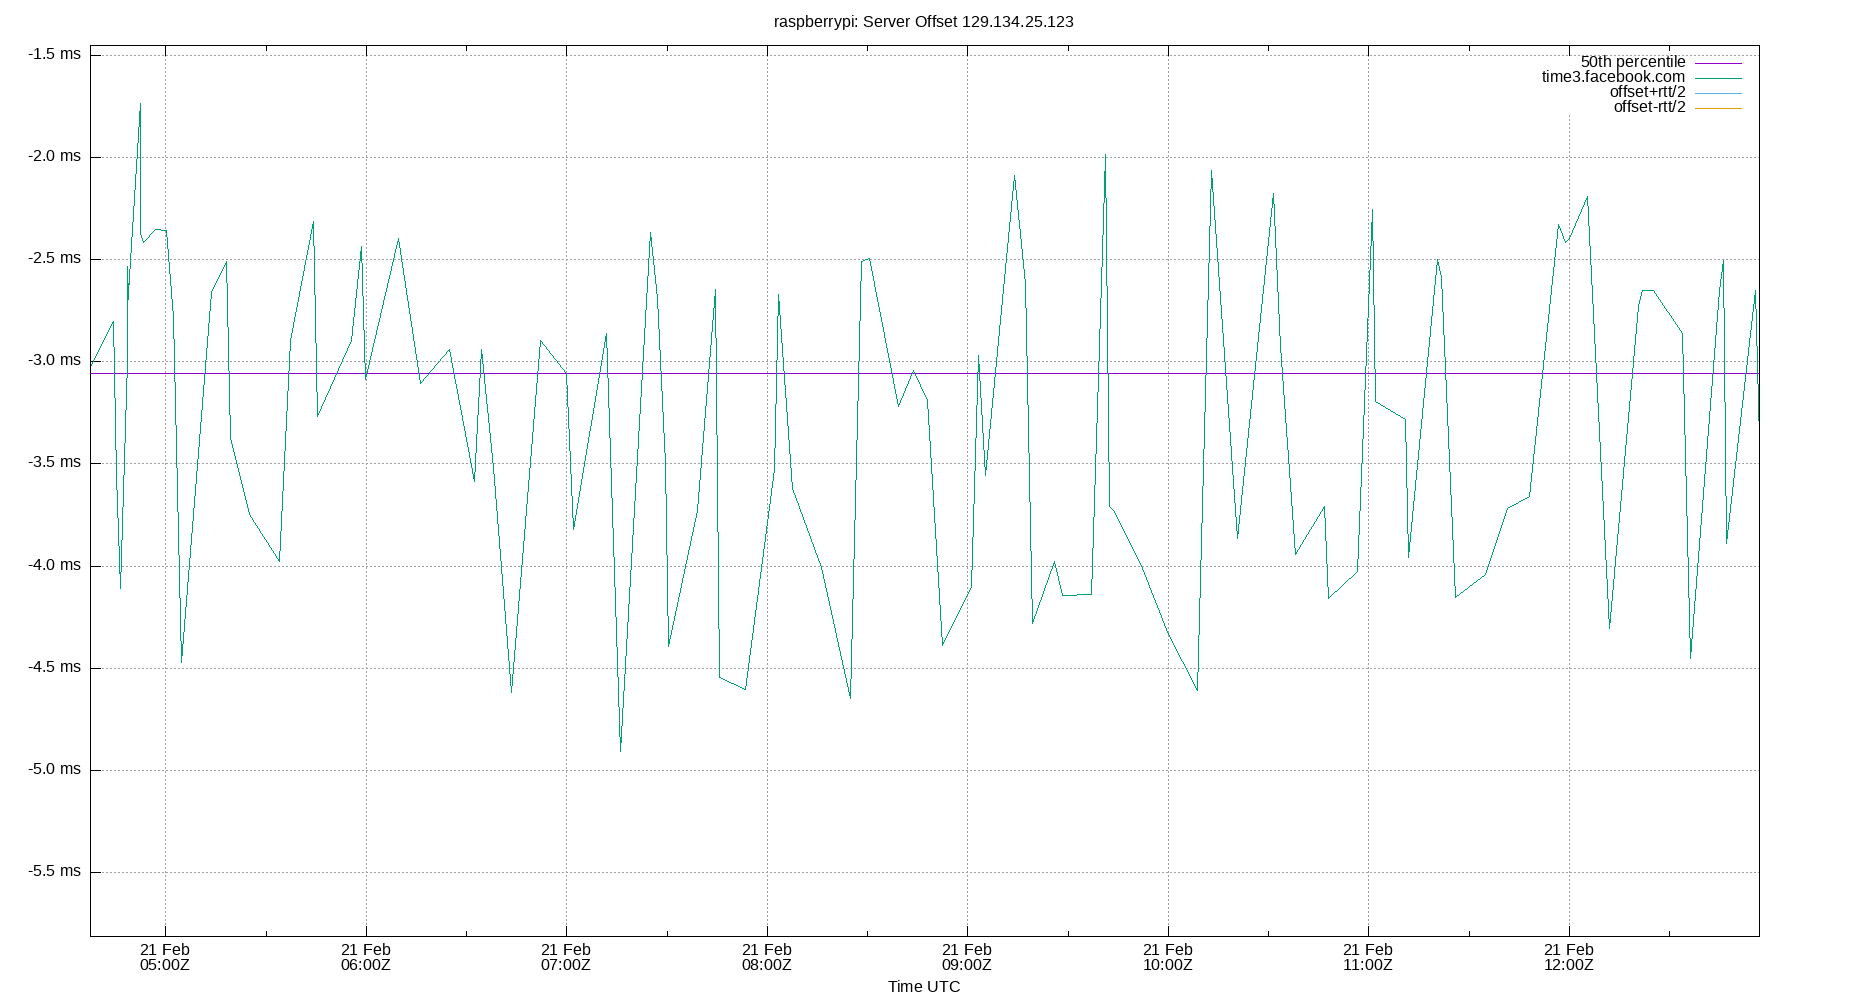 raspberrypi: Server Offset 129.134.25.123
-1.5 ms
50th percentile
time3.facebook.com
offset+rtt/2
offset-rtt/2
-2.0 ms
-2.5 ms
-3.0 ms
-3.5 ms
-4.0 ms
-4.5 ms
-5.0 ms
-5.5 ms
21 Feb 21 Feb 21 Feb 21 Feb 21 Feb 21 Feb 21 Feb 21 Feb
05:00Z 06:00Z 07:00Z 08:00Z 09:00Z 10:00Z 11:00Z 12:00Z
Time UTC